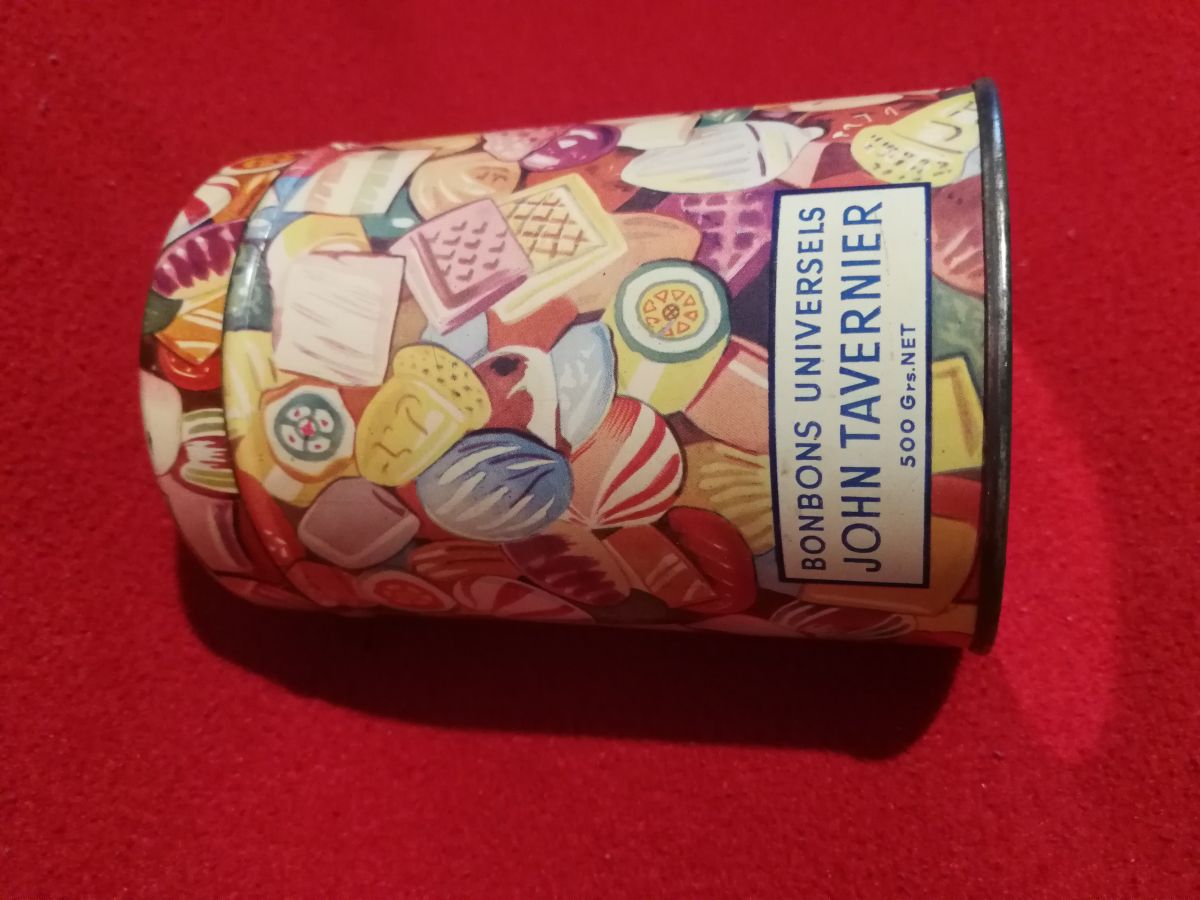 BONBONS UNIVERSELS
JOHN TAVERNIER
500 Grs.NET